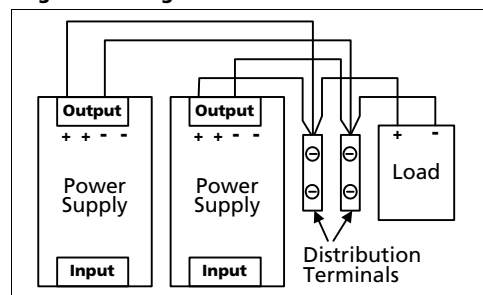 Output
+ + - -
Power
Supply
Input
Output
+ + - -
Power
Supply
Input
+ -
Load
Distribution
Terminals